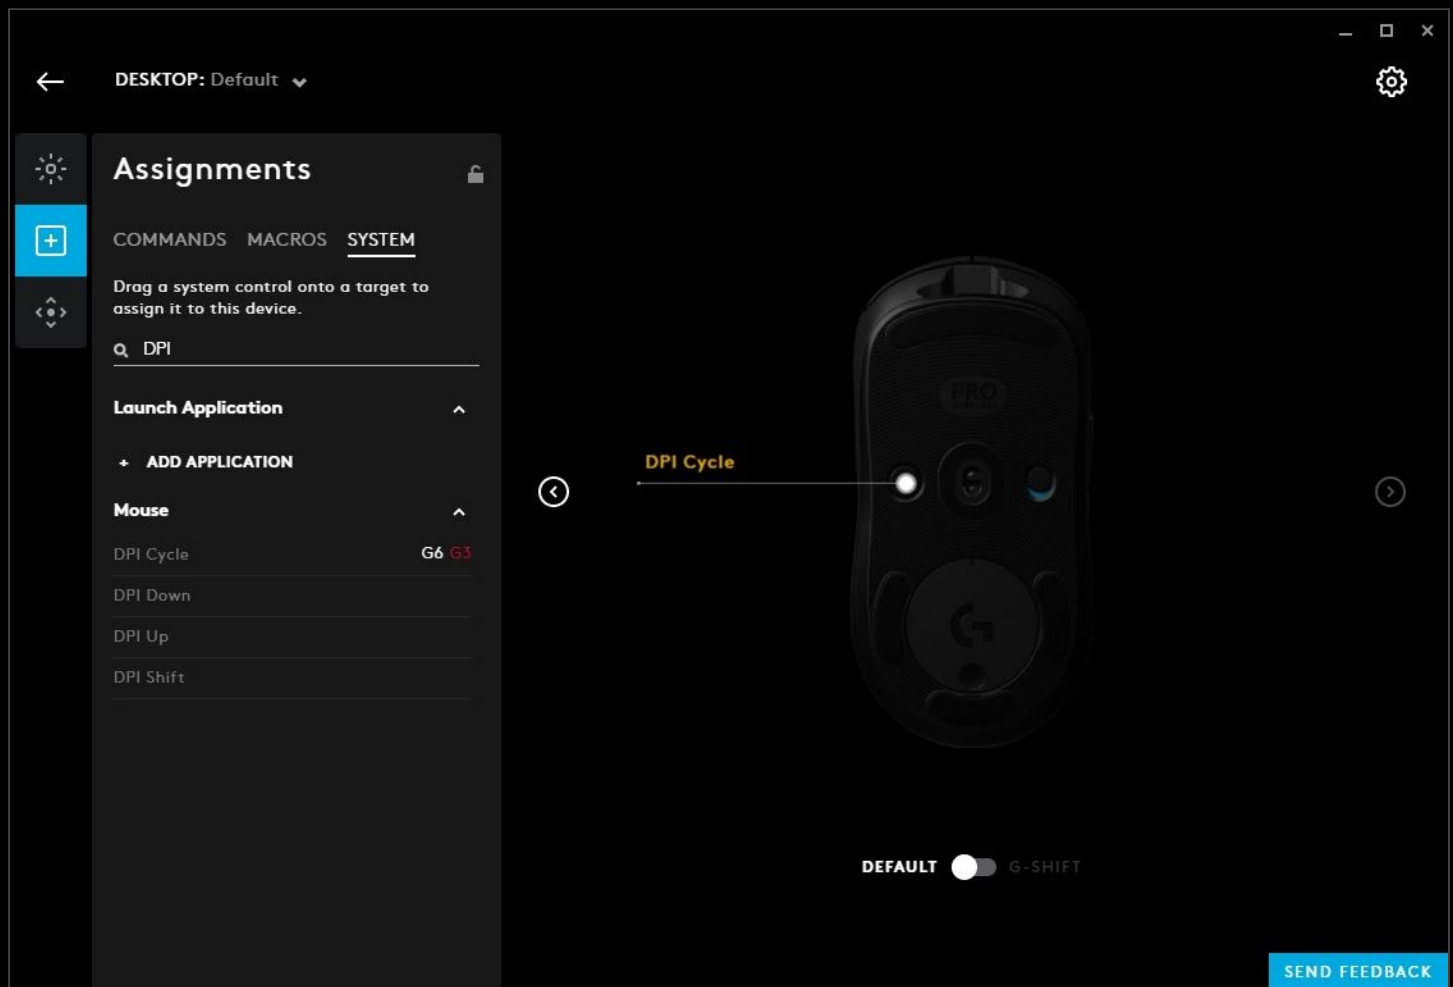 DESKTOP: Default
Assignments
COMMANDS MACROS SYSTEM
Drag a system control onto a target to
assign it to this device.
DPI
Launch Application
+ ADD APPLICATION
Mouse
DPI Cycle G6 G3
DPI Down
DPI Up
DPI Shift
DPI Cycle
PRO
DEFAULT G-SHIFT
SEND FEEDBACK